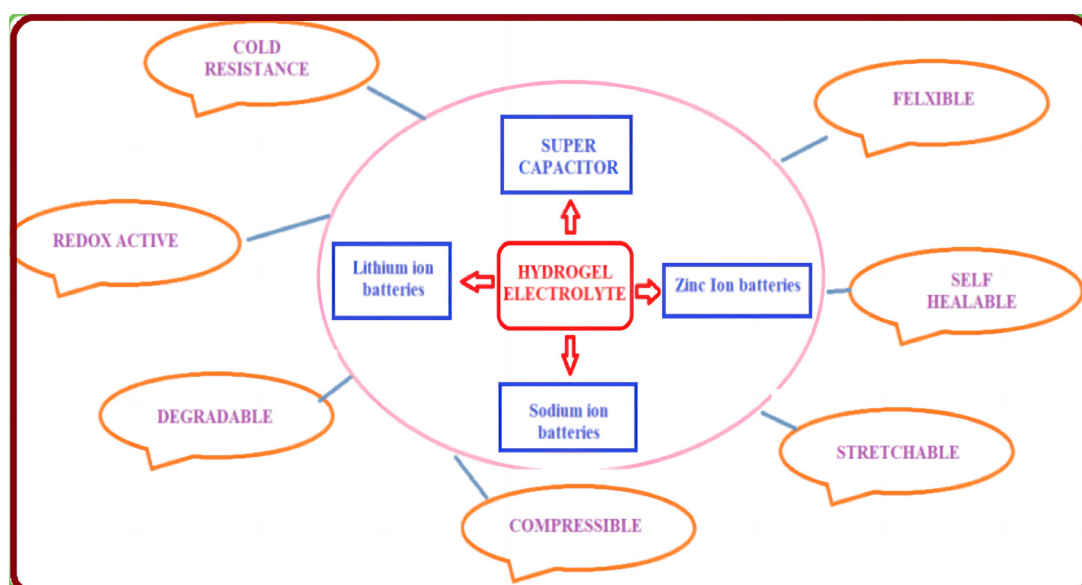 COLD
RESISTANCE
FELXIBLE
SUPER
CAPACITOR
REDOX ACTIVE
Lithium ion
batteries
HYDROGEL
ELECTROLYTE
Zinc Ion batteries
SELF
HEALABLE
DEGRADABLE
Sodium ion
batteries
STRETCHABLE
COMPRESSIBLE